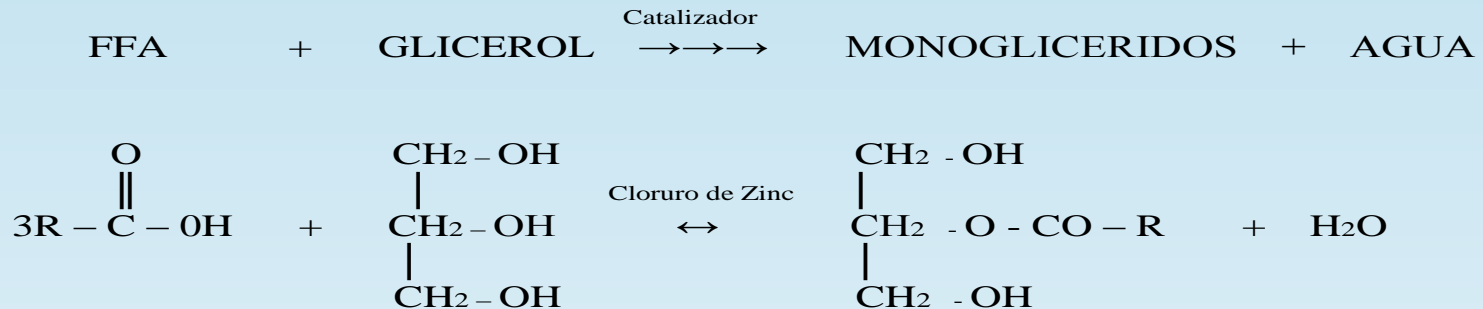 Catalizador
FFA + GLICEROL →→→ MONOGLICERIDOS + AGUA
O CH2 – OH CH2 - OH
|| | Cloruro de Zinc |
3R – C – 0H + CH2 – OH ↔ CH2 - O - CO – R + H2O
| |
CH2 – OH CH2 - OH